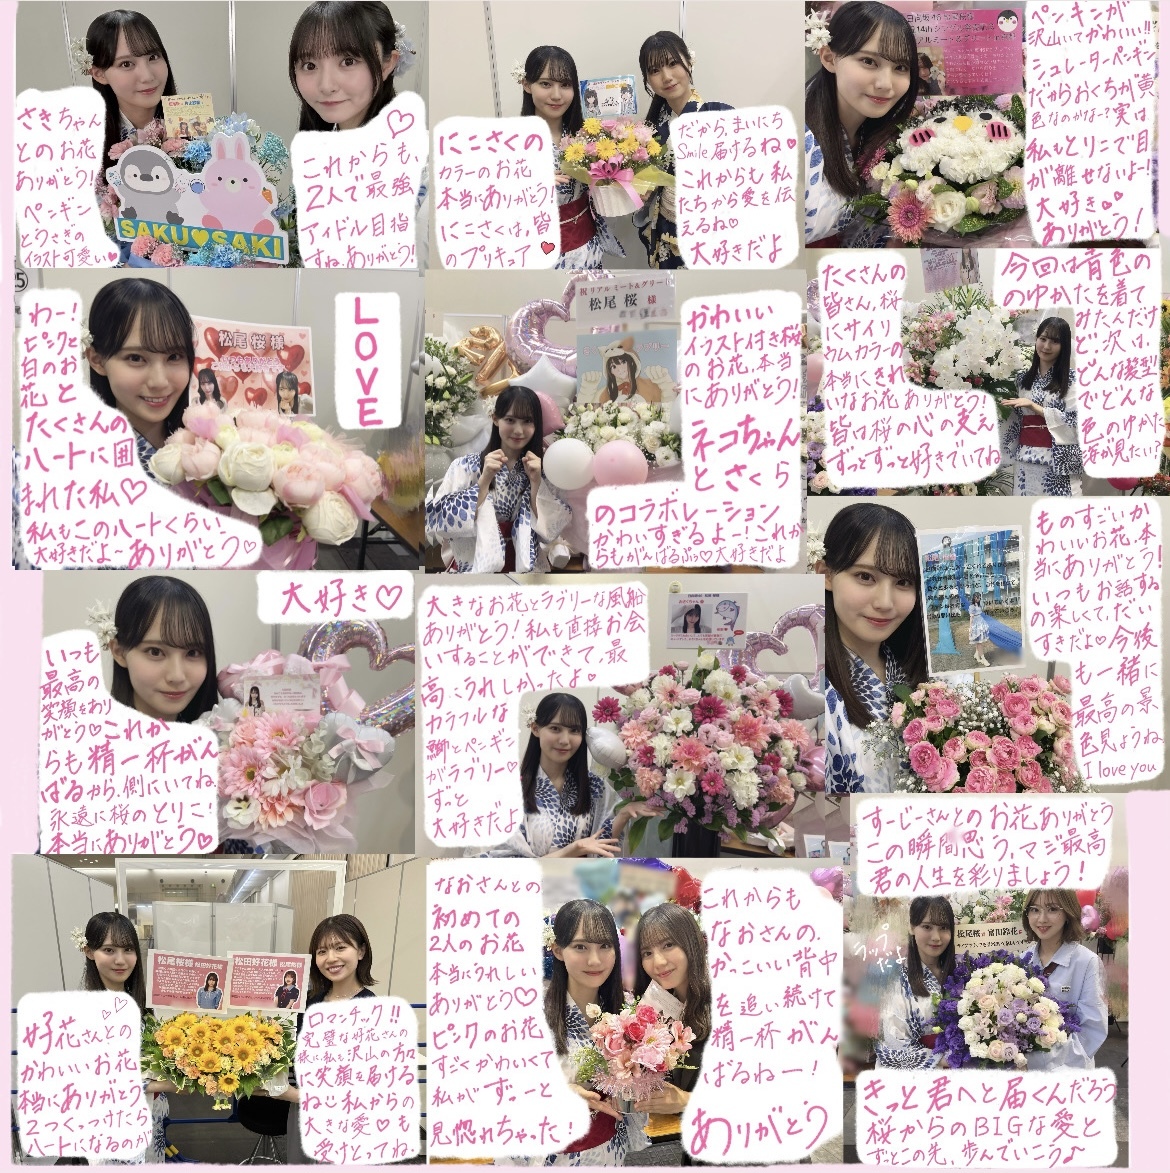 さきちゃん
とのお花
ありがとう!
ペンギン
とうさぎの
イラスト可愛い♥
SAKU♥SAKI
♡
これからも、
2人で最強
アイドル目指
すね、ありがとう!
にこさくの
カラーのお花
本当にありがとう!
にこさくは、皆
のプリキュア♥
だから、まいにち
Smile届けるね♥
これからも私
たちから愛を伝
えるね♡
大好きだよ
ペンギンが
沢山いてかわいい!!
シュレーターペンギン
だからおくちが黄
色なのかなー?実は、
私もとりこで目
が離せないよー!
大好き♥
ありがとう!
わー!
ピンクと
白のお
花と
たくさんの
ハートに囲
まれた私♡
私もこのハートくらい
大好きだよ〜ありがとう♡
松尾桜様
LOVE
祝リアルミート&グリー
松尾 桜 様
かわいい
イラスト付き桜
のお花、本当
にありがとう!
ネコちゃん
とさくら
のコラボレーション
かわいすぎるよー!これか
らもがんばるぶっ♡大好きだよ
たくさんの
皆さん、桜
にサイリ
ウムカラーの
本当にきれ
いなお花ありがとう!
皆は桜の心の支え
ずっとずっと好きでいてね
今回は青色の
のゆかたを着て
みたんだけ
ど、次は、
どんな髪型
でどんな
色のゆかた
姿が見たい?
大好き♡
いつも
最高の
笑顔をあり
がとう♡これか
らも精一杯がん
ばるから、側にいてね。
永遠に桜のとりこ!
本当にありがとう♡
大きなお花とラブリーな風船
ありがとう!私も直接お会
いすることができて、最
高にうれしかったよ♡
カラフルな
鰤とペンギン
がラブリー♡
ずっと
大好きだよ
ものすごいか
わいいお花、本
当にありがとう!
いつもお話する
の楽しくて、だい
すきだよ♡今後
も一緒に
最高の景
色見ようね
I love you
松尾桜様
松田好花様
好花さんとの
かわいいお花
本当にありがとう
2つくっつけたら
ハートになるのが
ロマンチック!!
完璧な好花さんの
様に、私も沢山の方々
に笑顔を届ける
ね☺私からの
大きな愛♥も
受けとってね。
なおさんとの
初めての
2人のお花
本当にうれしい
ありがとう♡
ピンクのお花
すごくかわいくて
私がずーっと
見惚れちゃった!
これからも
なおさんの、
かっこいい背中
を追い続けて
精一杯がん
ばるねー!
ありがとう
すーじーさんとのお花ありがとう
この瞬間思う、マジ最高
君の人生を彩りましょう!
ラップ
だよ
松尾桜 富田鈴花
きっと君へと届くんだろう
桜からのBIGな愛と
ずっとこの先、歩んでいこう♪